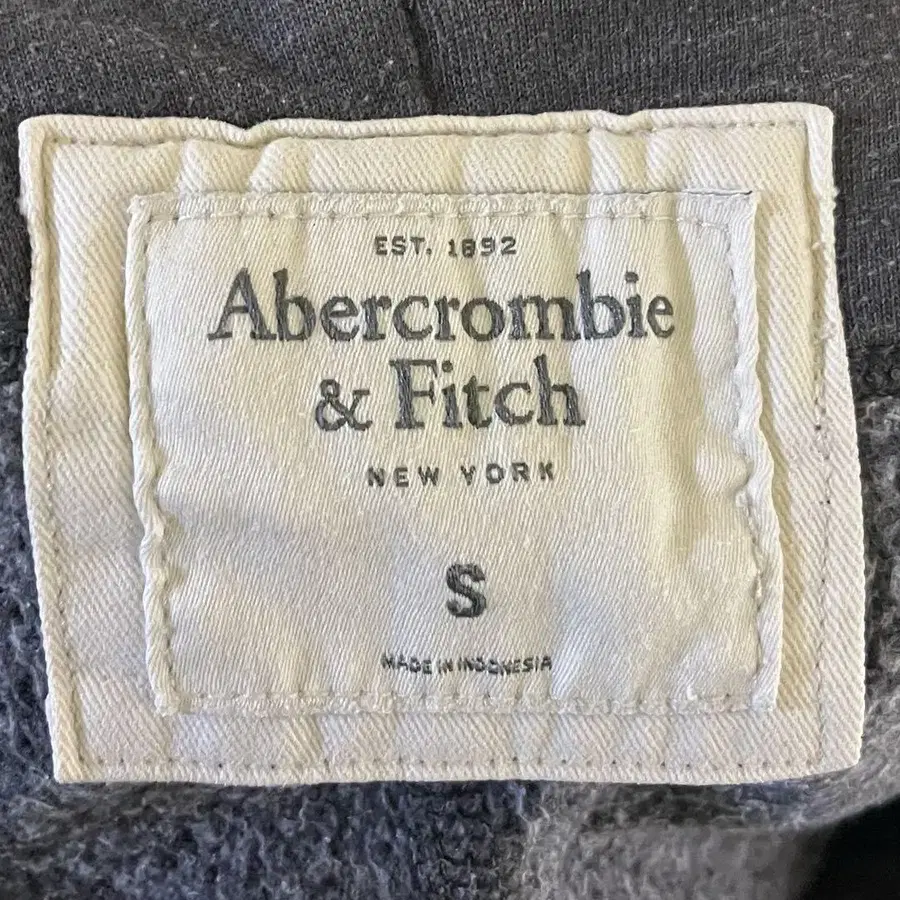 EST. 1892
Abercrombie
& Fitch
NEW YORK
S
MADE IN INDONESIA